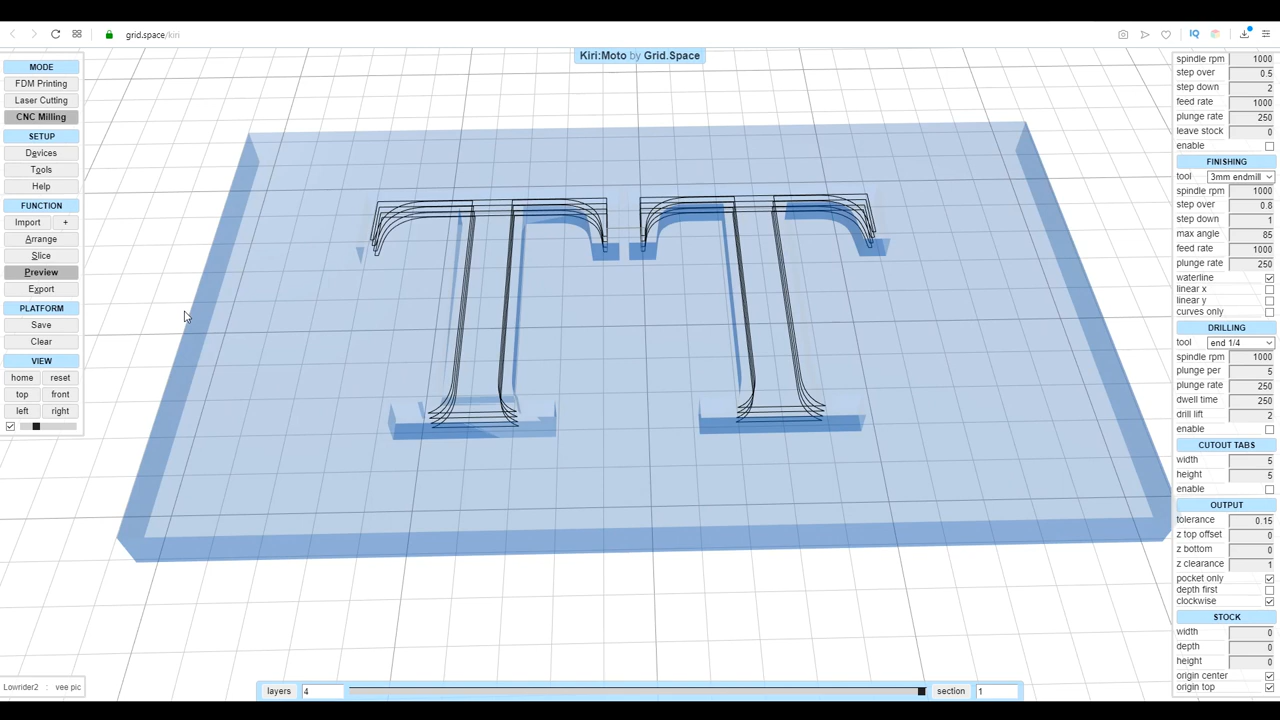 grid.space/kiri
IQ
Kiri:Moto by Grid.Space
MODE
FDM Printing
Laser Cutting
CNC Milling
SETUP
Devices
Tools
Help
FUNCTION
Import +
Arrange
Slice
Preview
Export
PLATFORM
Save
Clear
VIEW
home reset
top front
left right
Lowrider2 : vee pic
TT
layers 4
section 1
spindle rpm 1000
step over 0.5
step down 2
feed rate 1000
plunge rate 250
leave stock 0
enable
FINISHING
tool 3mm endmill
spindle rpm 1000
step over 0.8
step down 1
max angle 85
feed rate 1000
plunge rate 250
waterline
linear x
linear y
curves only
DRILLING
tool end 1/4
spindle rpm 1000
plunge per 5
plunge rate 250
dwell time 250
drill lift 2
enable
CUTOUT TABS
width 5
height 5
enable
OUTPUT
tolerance 0.15
z top offset 0
z bottom 0
z clearance 1
pocket only
depth first
clockwise
STOCK
width 0
depth 0
height 0
origin center
origin top